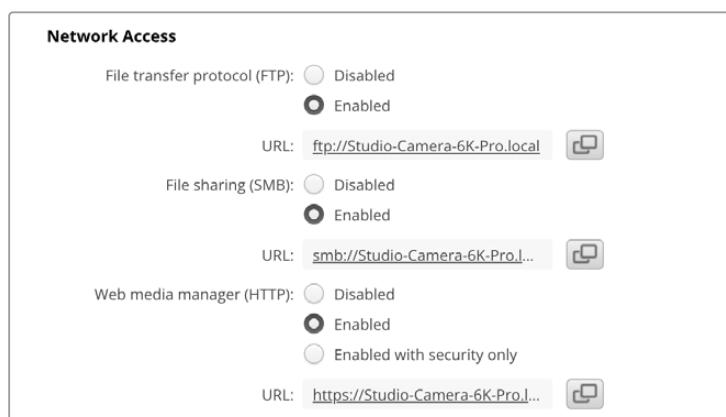 Network Access
File transfer protocol (FTP): Disabled
Enabled
URL: ftp://Studio-Camera-6K-Pro.local
File sharing (SMB): Disabled
Enabled
URL: smb://Studio-Camera-6K-Pro.l...
Web media manager (HTTP): Disabled
Enabled
Enabled with security only
URL: https://Studio-Camera-6K-Pro.l...